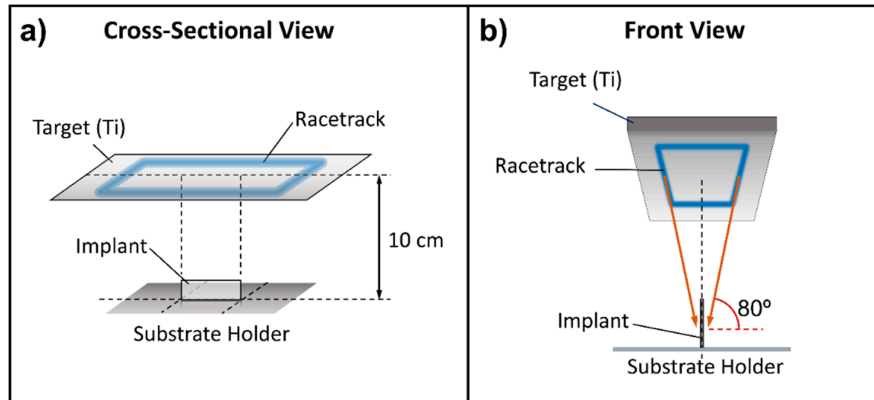 a)
Cross-Sectional View
Target (Ti)
Racetrack
Implant
10 cm
Substrate Holder
b)
Front View
Target (Ti)
Racetrack
80º
Implant
Substrate Holder